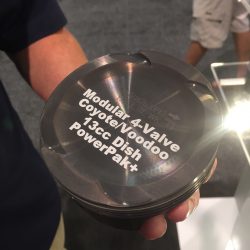 Modular 4-Valve
Coyote/Voodoo
13cc Dish
PowerPak+